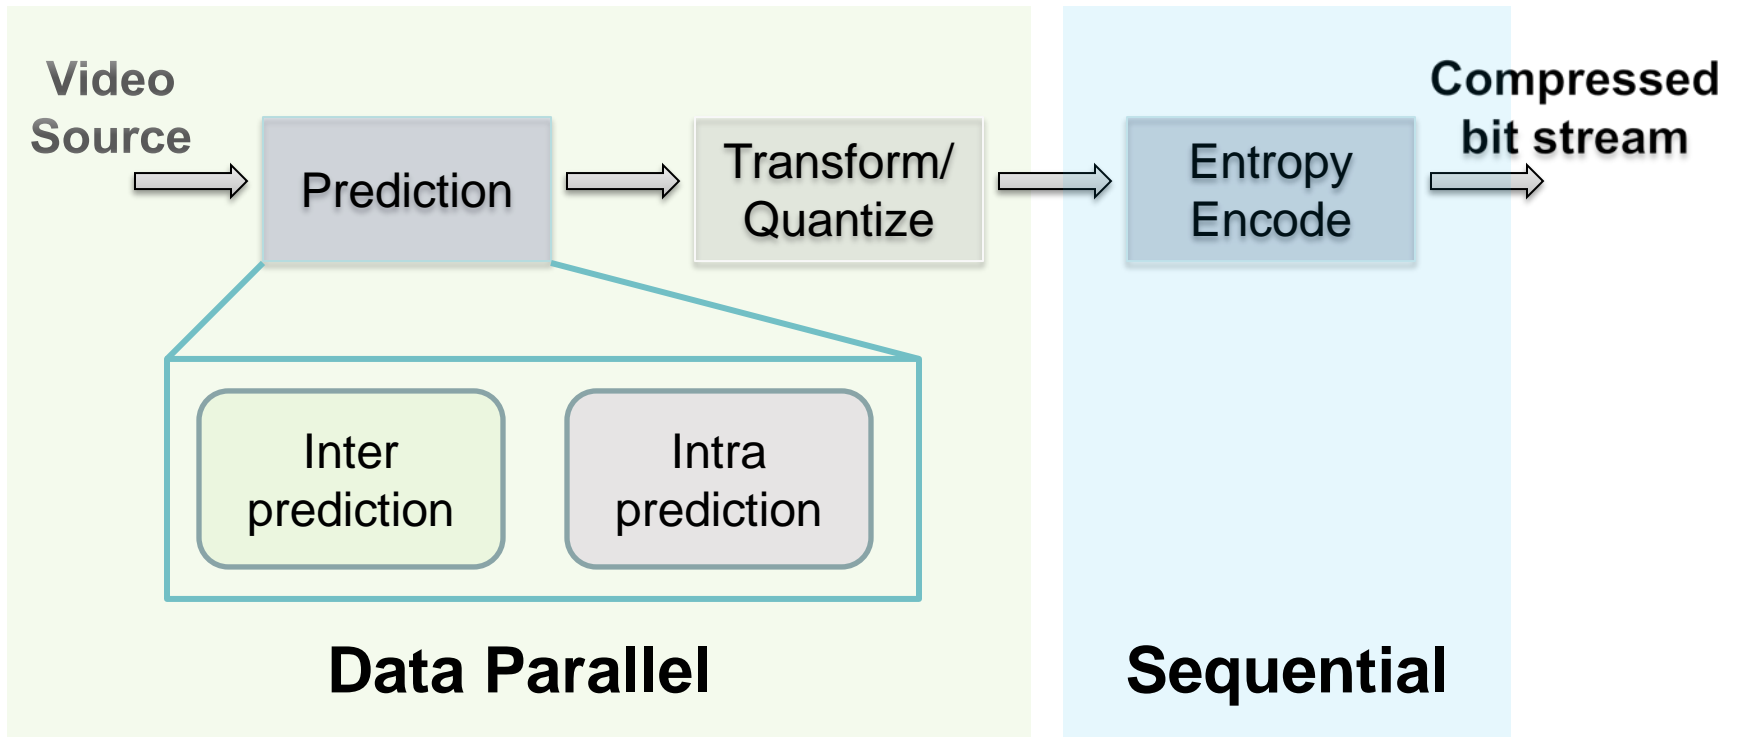 Video
Source
Prediction
Transform/
Quantize
Entropy
Encode
Compressed
bit stream
Inter
prediction
Intra
prediction
Data Parallel
Sequential